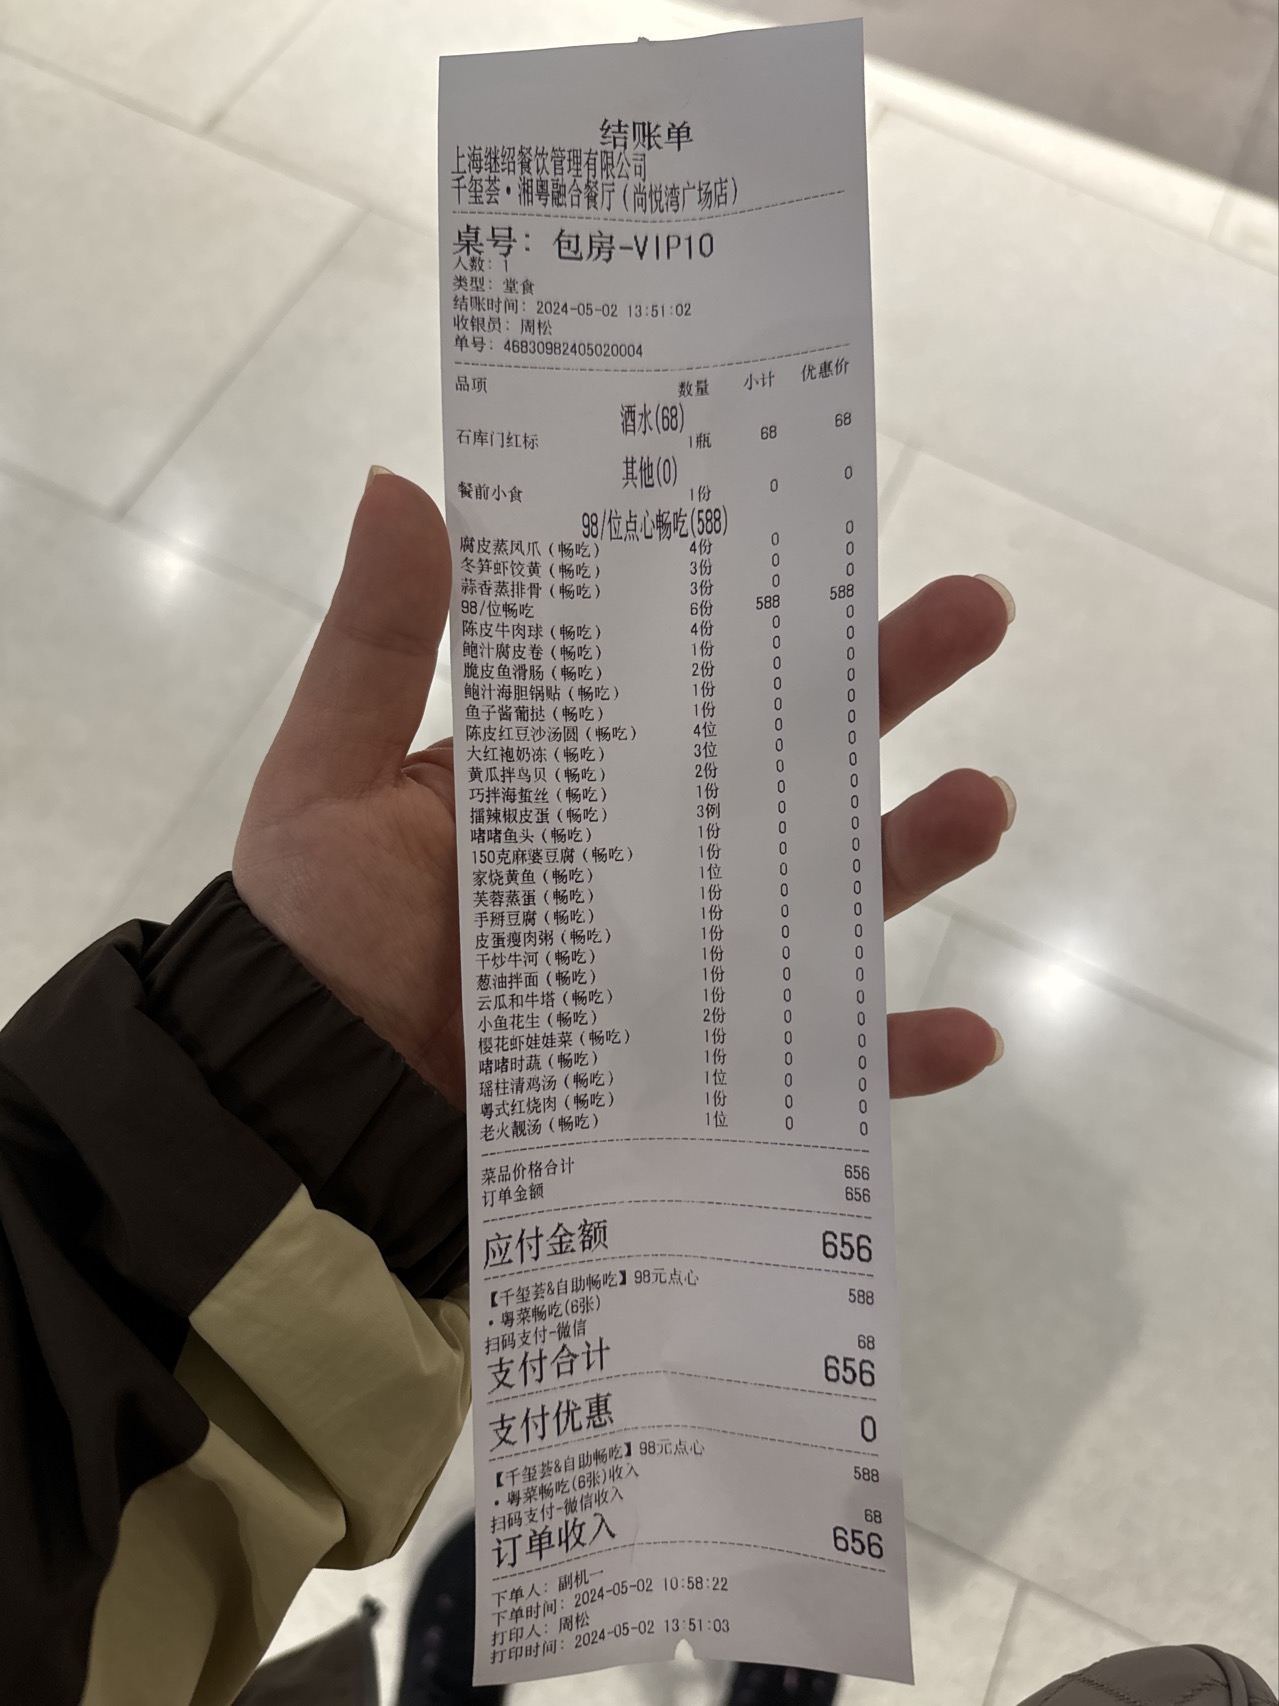 结账单
上海继绍餐饮管理有限公司
千玺荟·湘粤融合餐厅(尚悦湾广场店)
桌号: 包房-VIP10
人数: 1
类型: 堂食
结账时间: 2024-05-02 13:51:02
收银员: 周松
单号: 46830982405020004
品项 数量 小计 优惠价
酒水(68)
石库门红标 1瓶 68 68
其他(0)
餐前小食 1份 0 0
98/位点心畅吃(588)
腐皮蒸凤爪(畅吃) 4份 0 0
冬笋虾饺黄(畅吃) 3份 0 0
蒜香蒸排骨(畅吃) 3份 0 0
98/位畅吃 6份 588 588
陈皮牛肉球(畅吃) 4份 0 0
鲍汁腐皮卷(畅吃) 1份 0 0
脆皮鱼滑肠(畅吃) 2份 0 0
鲍汁海胆锅贴(畅吃) 1份 0 0
鱼子酱葡挞(畅吃) 1份 0 0
陈皮红豆沙汤圆(畅吃) 4位 0 0
大红袍奶冻(畅吃) 3位 0 0
黄瓜拌鸟贝(畅吃) 2份 0 0
巧拌海蜇丝(畅吃) 1份 0 0
擂辣椒皮蛋(畅吃) 3例 0 0
啫啫鱼头(畅吃) 1份 0 0
150克麻婆豆腐(畅吃) 1份 0 0
家烧黄鱼(畅吃) 1位 0 0
芙蓉蒸蛋(畅吃) 1份 0 0
手掰豆腐(畅吃) 1份 0 0
皮蛋瘦肉粥(畅吃) 1份 0 0
干炒牛河(畅吃) 1份 0 0
葱油拌面(畅吃) 1份 0 0
云瓜和牛塔(畅吃) 1份 0 0
小鱼花生(畅吃) 2份 0 0
樱花虾娃娃菜(畅吃) 1份 0 0
啫啫时蔬(畅吃) 1份 0 0
瑶柱清鸡汤(畅吃) 1位 0 0
粤式红烧肉(畅吃) 1份 0 0
老火靓汤(畅吃) 1位 0 0
菜品价格合计 656
订单金额 656
应付金额 656
【千玺荟&自助畅吃】98元点心 588
·粤菜畅吃(6张)
扫码支付-微信 68
支付合计 656
支付优惠 0
【千玺荟&自助畅吃】98元点心 588
·粤菜畅吃(6张)收入
扫码支付-微信收入 68
订单收入 656
下单人: 副机一
下单时间: 2024-05-02 10:58:22
打印人: 周松
打印时间: 2024-05-02 13:51:03